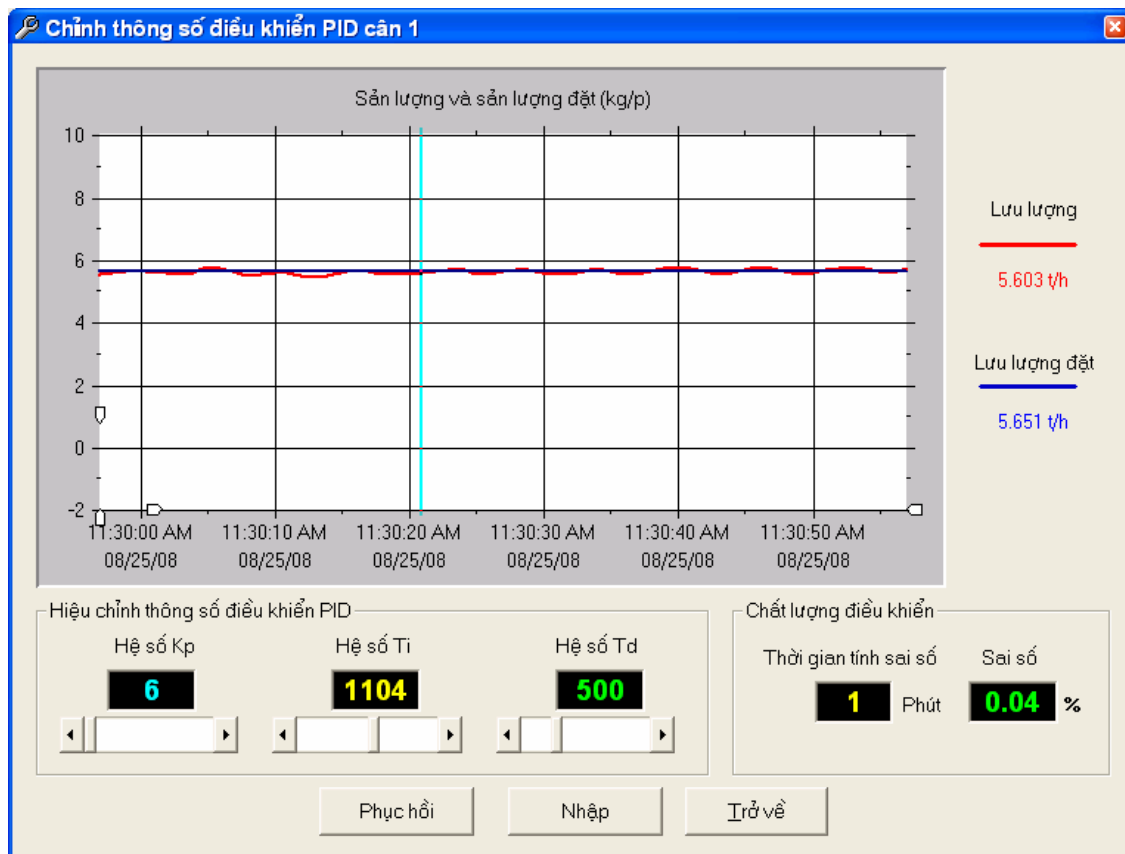 Chỉnh thông số điều khiển PID cân 1
Sản lượng và sản lượng đặt (kg/p)
10
8
6
4
2
0
-2
11:30:00 AM 11:30:10 AM 11:30:20 AM 11:30:30 AM 11:30:40 AM 11:30:50 AM
08/25/08 08/25/08 08/25/08 08/25/08 08/25/08 08/25/08
Lưu lượng
5.603 t/h
Lưu lượng đặt
5.651 t/h
Hiệu chỉnh thông số điều khiển PID
Hệ số Kp Hệ số Ti Hệ số Td
6 1104 500
Chất lượng điều khiển
Thời gian tính sai số Sai số
1 Phút 0.04 %
Phục hồi Nhập Trở về